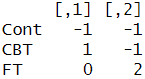 [,1] [,2]
Cont -1 -1
CBT 1 -1
FT 0 2